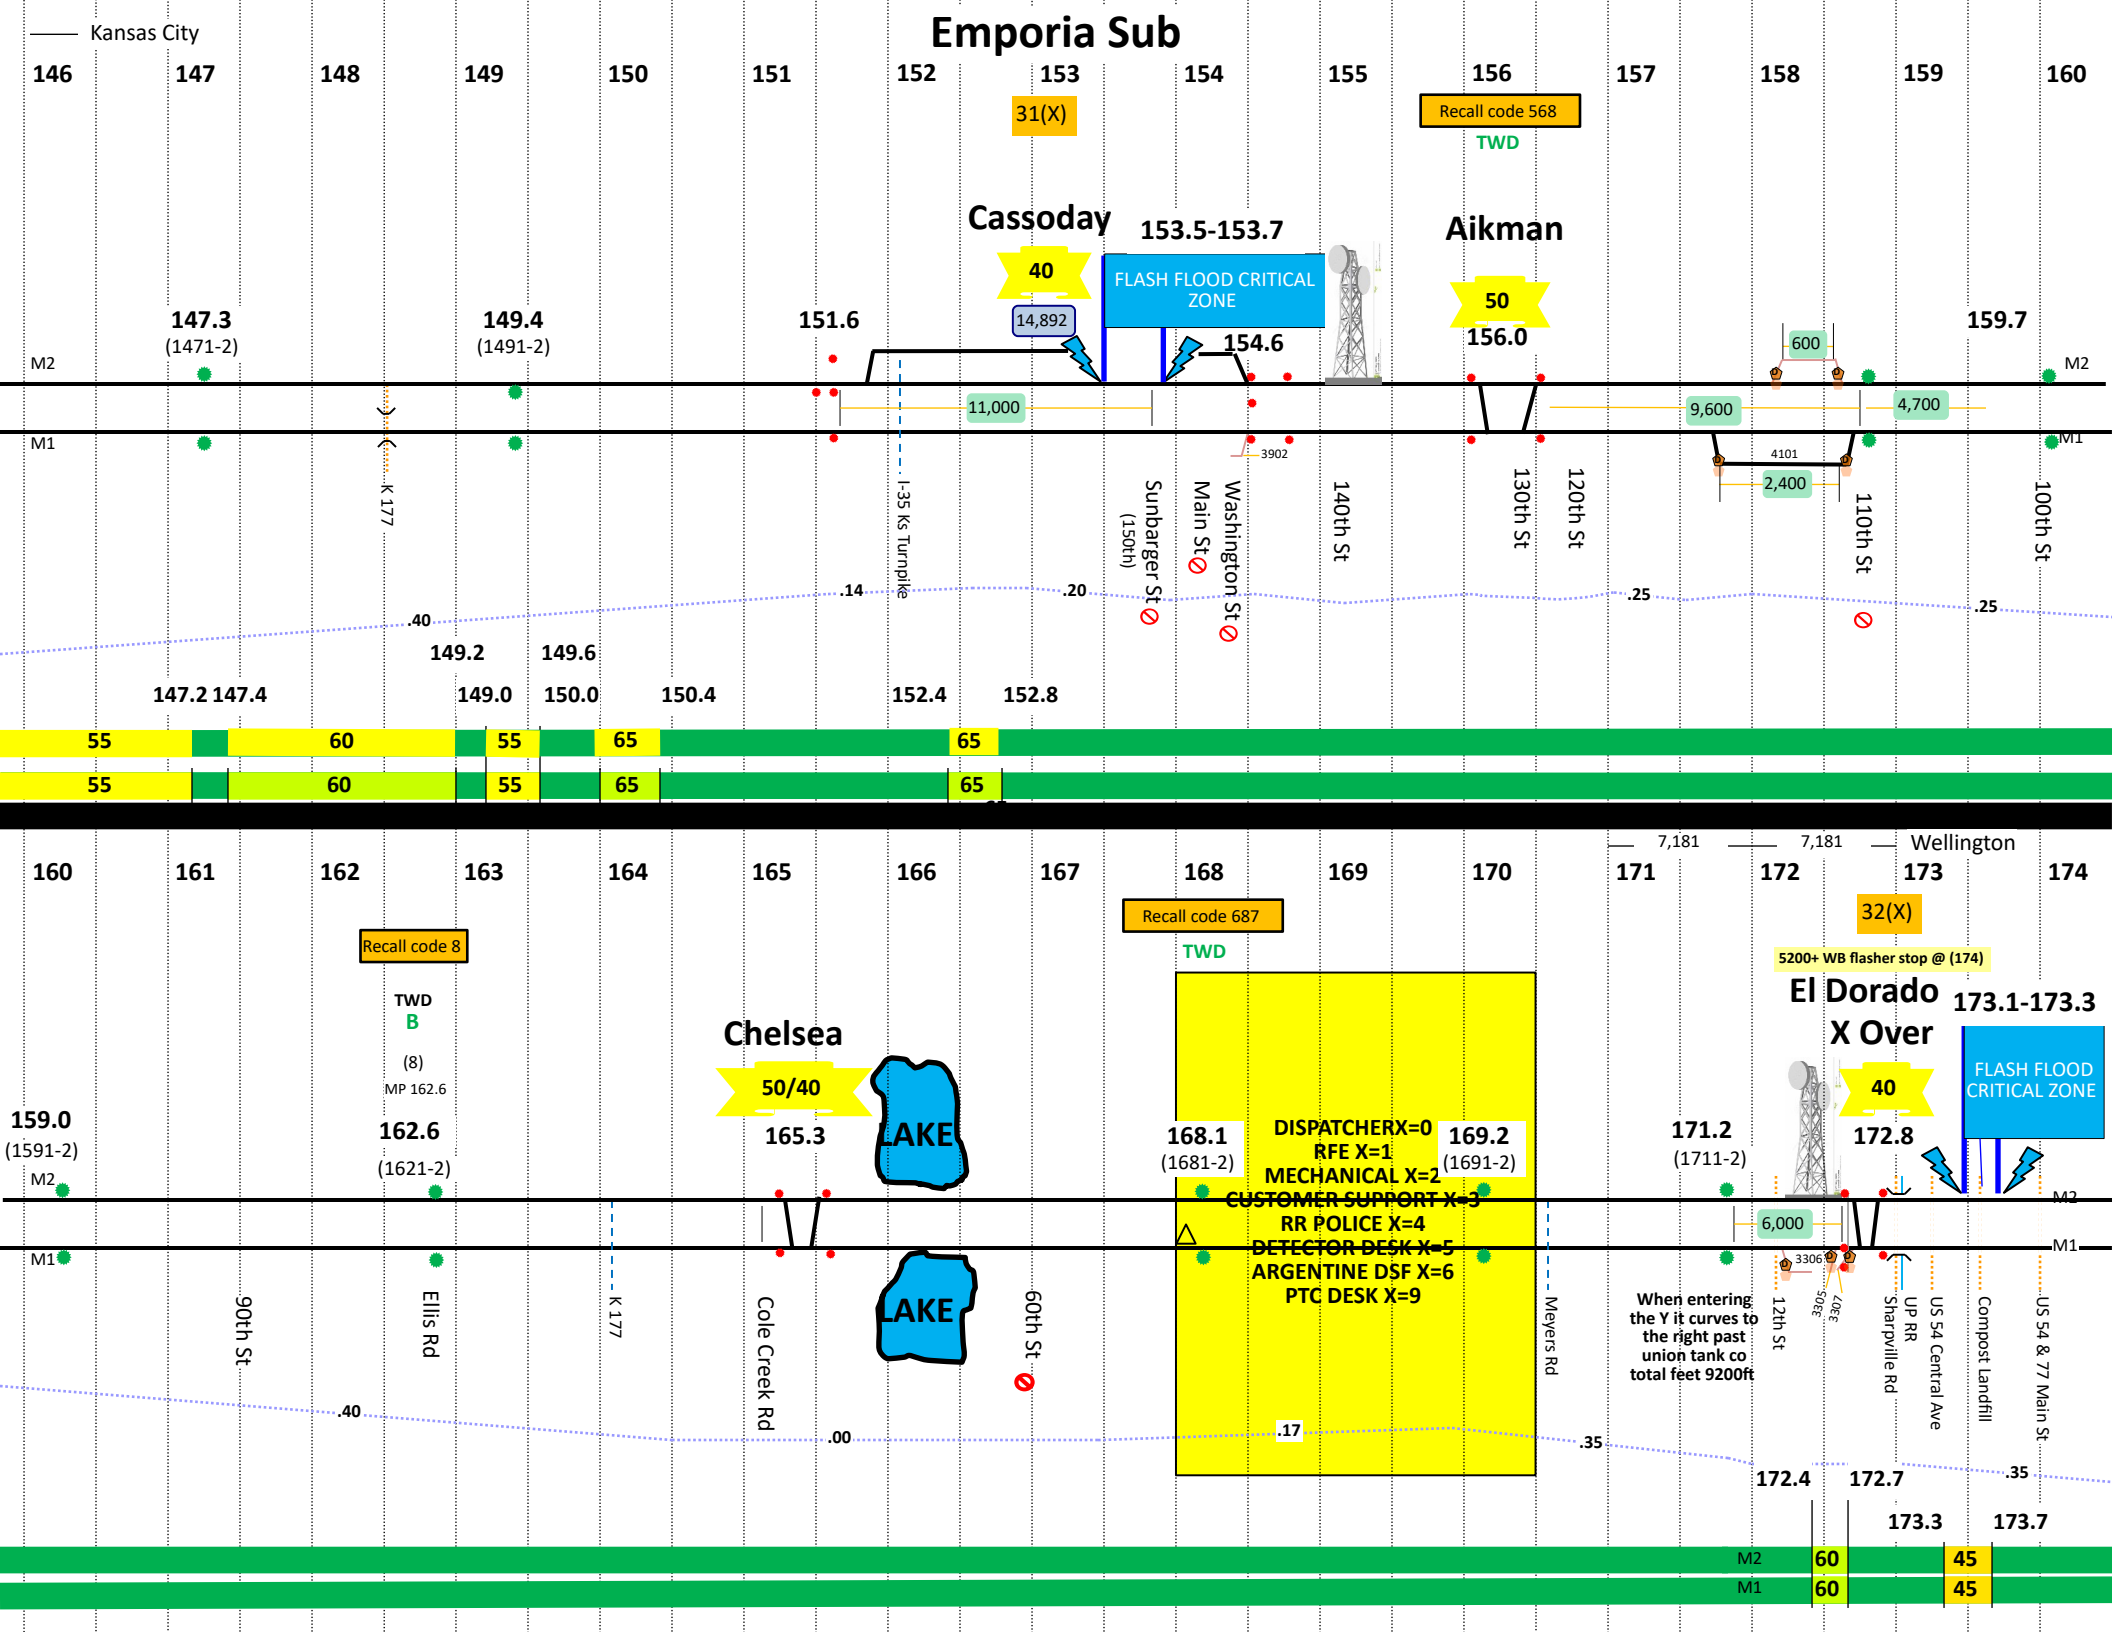 Emporia Sub
Kansas City
146 147 148 149 150 151 152 153 154 155 156 157 158 159 160
31(X)
Recall code 568
TWD
Cassoday
153.5-153.7
Aikman
40
FLASH FLOOD CRITICAL
ZONE
50
14,892
147.3
(1471-2)
149.4
(1491-2)
151.6
154.6
156.0
159.7
600
M2
M2
11,000
9,600
4,700
M1
M1
3902
4101
2,400
K 177
I-35 Ks Turnpike
Sunbarger St
(150th)
Main St
Washington St
140th St
130th St
120th St
110th St
100th St
.40
.14
.20
.25
.25
149.2 149.6
147.2 147.4 149.0 150.0 150.4 152.4 152.8
55 60 55 65 65
55 60 55 65 65
7,181 7,181 Wellington
160 161 162 163 164 165 166 167 168 169 170 171 172 173 174
Recall code 8
TWD
B
(8)
MP 162.6
Recall code 687
TWD
32(X)
5200+ WB flasher stop @ (174)
El Dorado
X Over
173.1-173.3
Chelsea
50/40
40
FLASH FLOOD
CRITICAL ZONE
159.0
(1591-2)
162.6
(1621-2)
165.3
LAKE
168.1
(1681-2)
DISPATCHERX=0
RFE X=1
MECHANICAL X=2
CUSTOMER SUPPORT X=3
RR POLICE X=4
DETECTOR DESK X=5
ARGENTINE DSF X=6
PTC DESK X=9
169.2
(1691-2)
171.2
(1711-2)
172.8
M2
M2
6,000
M1
M1
3306
3305
3307
LAKE
90th St
Ellis Rd
K 177
Cole Creek Rd
60th St
Meyers Rd
When entering
the Y it curves to
the right past
union tank co
total feet 9200ft
12th St
Sharpville Rd
UP RR
US 54 Central Ave
Compost Landfill
US 54 & 77 Main St
.40
.00
.17
.35
.35
172.4 172.7
173.3 173.7
M2 60 45
M1 60 45